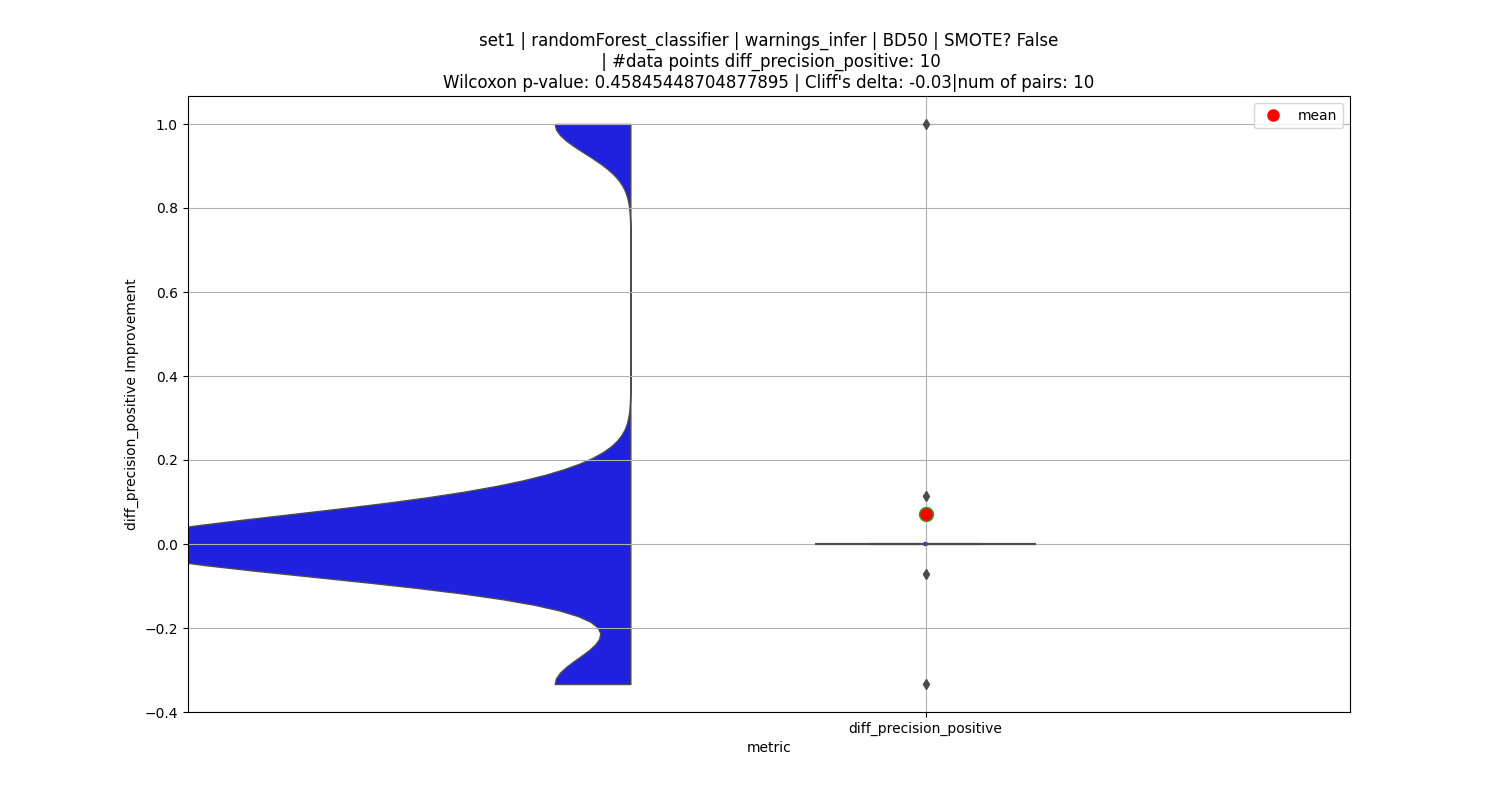 set1 | randomForest_classifier | warnings_infer | BD50 | SMOTE? False
| #data points diff_precision_positive: 10
Wilcoxon p-value: 0.45845448704877895 | Cliff's delta: -0.03|num of pairs: 10
mean
1.0
0.8
0.6
0.4
0.2
0.0
−0.2
−0.4
diff_precision_positive Improvement
diff_precision_positive
metric